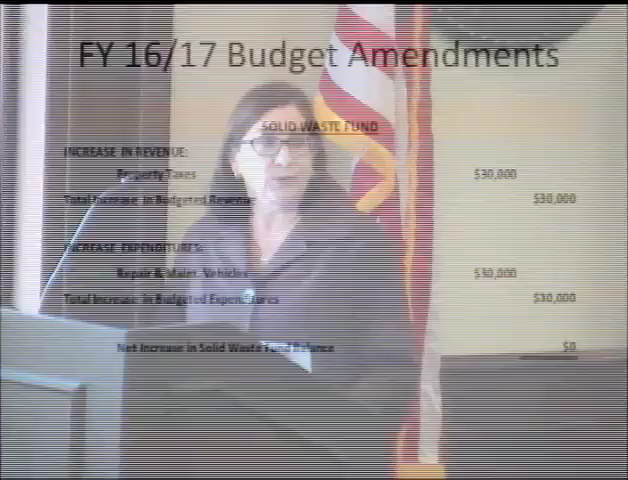 FY 16/17 Budget Amendments
SOLID WASTE FUND
INCREASE IN REVENUE:
Property Taxes $30,000
Total Increase in Budgeted Revenue $30,000
INCREASE EXPENDITURES:
Repair & Maint. Vehicles $30,000
Total Increase in Budgeted Expenditures $30,000
Net Increase in Solid Waste Fund Balance $0